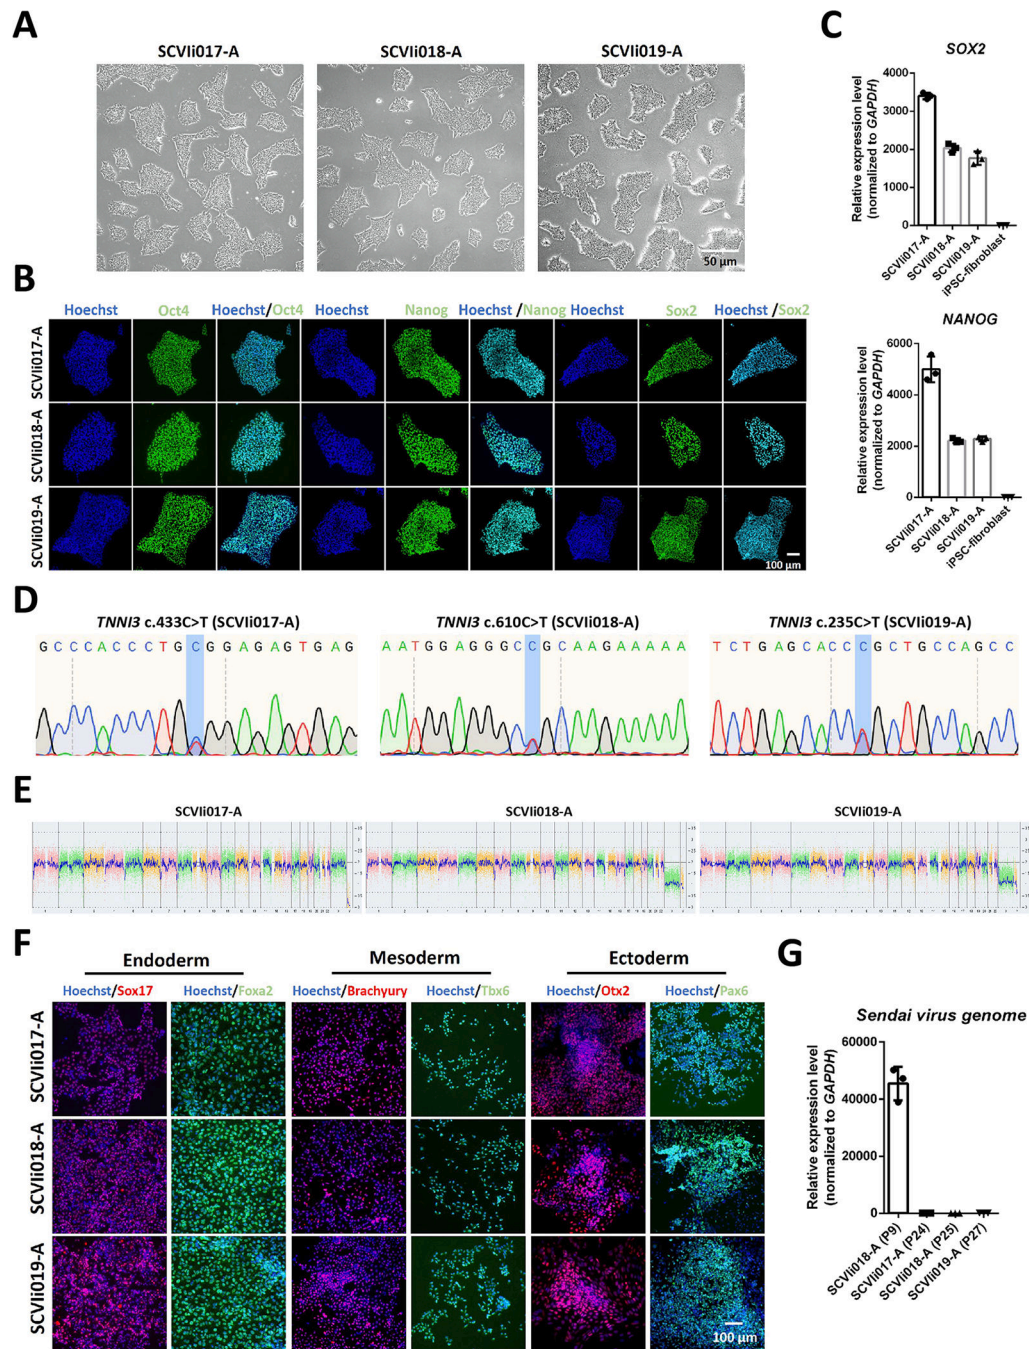 A
SCVIi017-A
SCVIi018-A
SCVIi019-A
50 µm
B
Hoechst
Oct4
Hoechst/Oct4
Hoechst
Nanog
Hoechst /Nanog
Hoechst
Sox2
Hoechst /Sox2
SCVIi017-A
SCVIi018-A
SCVIi019-A
100 µm
C
SOX2
Relative expression level
(normalized to GAPDH)
4000
3000
2000
1000
0
SCVIi017-A
SCVIi018-A
SCVIi019-A
iPSC-fibroblast
NANOG
Relative expression level
(normalized to GAPDH)
6000
4000
2000
0
SCVIi017-A
SCVIi018-A
SCVIi019-A
iPSC-fibroblast
D
TNNI3 c.433C>T (SCVIi017-A)
G C C C A C C C T G C G G A G A G T G A G
TNNI3 c.610C>T (SCVIi018-A)
A A T G G A G G G C C G C A A G A A A A A
TNNI3 c.235C>T (SCVIi019-A)
T C T G A G C A C C C G C T G C C A G C C
E
SCVIi017-A
SCVIi018-A
SCVIi019-A
F
Endoderm
Mesoderm
Ectoderm
Hoechst/Sox17
Hoechst/Foxa2
Hoechst/Brachyury
Hoechst/Tbx6
Hoechst/Otx2
Hoechst/Pax6
SCVIi017-A
SCVIi018-A
SCVIi019-A
100 µm
G
Sendai virus genome
Relative expression level
(normalized to GAPDH)
60000
40000
20000
0
SCVIi018-A (P9)
SCVIi017-A (P24)
SCVIi018-A (P25)
SCVIi019-A (P27)